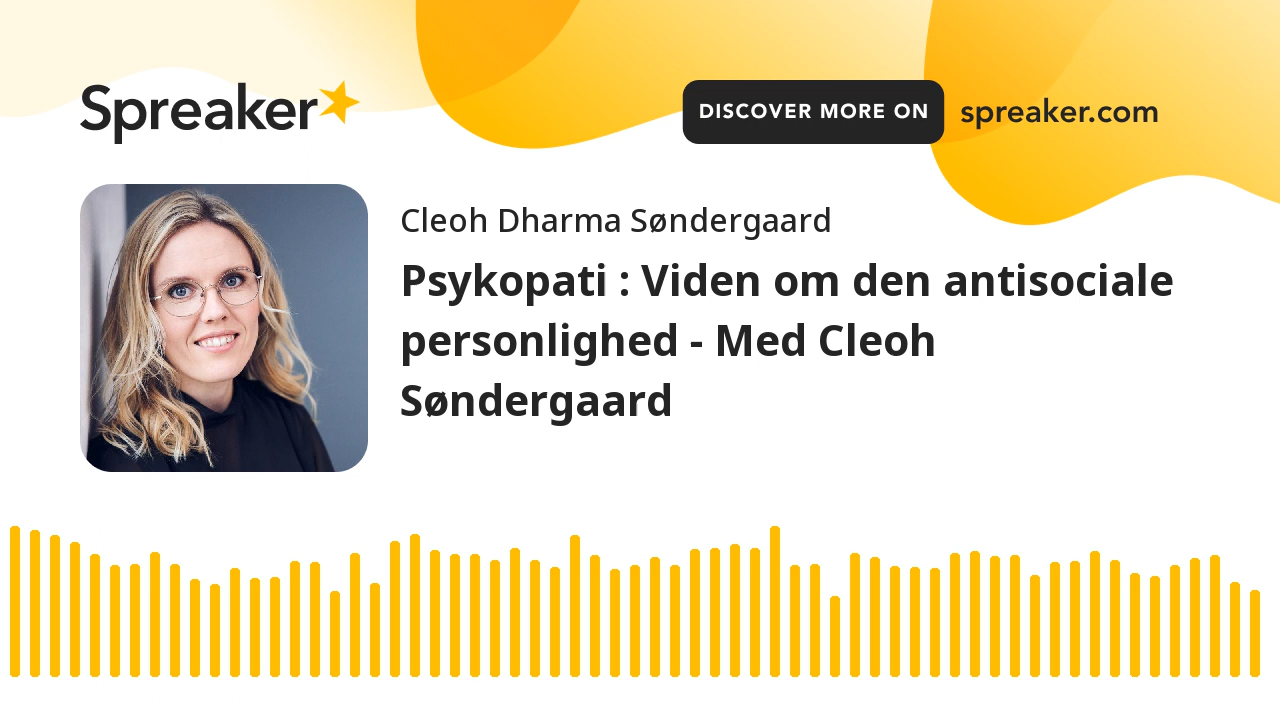 Spreaker
DISCOVER MORE ON
spreaker.com
Cleoh Dharma Søndergaard
Psykopati : Viden om den antisociale
personlighed - Med Cleoh
Søndergaard